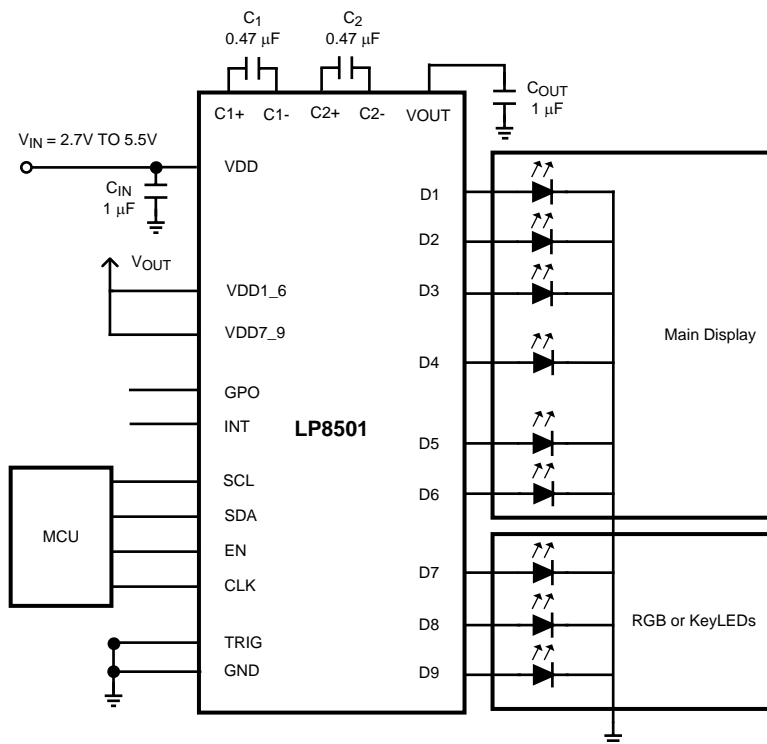 C1
0.47 µF
C2
0.47 µF
COUT
1 µF
C1+ C1- C2+ C2- VOUT
VIN = 2.7V TO 5.5V
VDD
CIN
1 µF
VOUT
VDD1_6
VDD7_9
GPO
INT
LP8501
SCL
SDA
EN
CLK
MCU
TRIG
GND
D1
D2
D3
D4
D5
D6
D7
D8
D9
Main Display
RGB or KeyLEDs